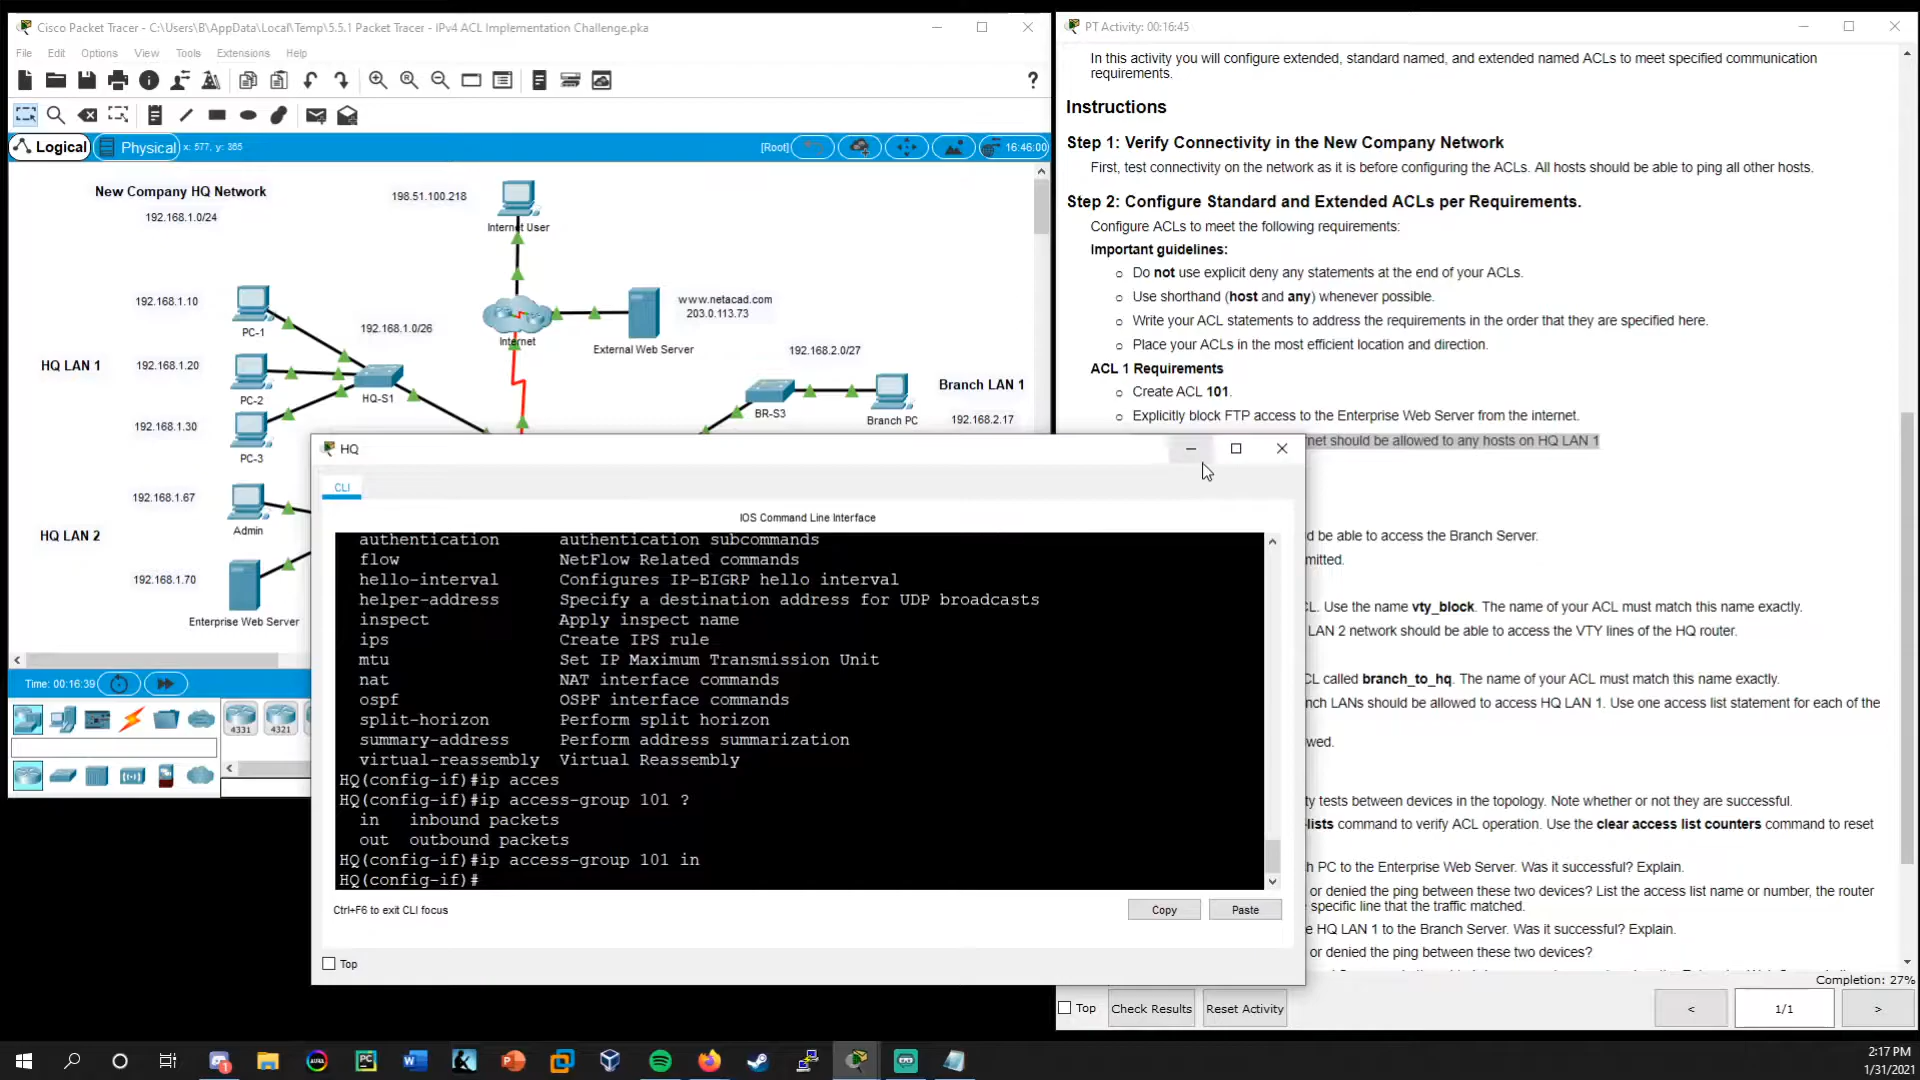 Cisco Packet Tracer - C:\Users\B\AppData\Local\Temp\5.5.1 Packet Tracer - IPv4 ACL Implementation Challenge.pka
File Edit Options View Tools Extensions Help
?
Logical Physical x: 577, y: 385 [Root] 16:46:00
New Company HQ Network
192.168.1.0/24
198.51.100.218
Internet User
192.168.1.10
PC-1
192.168.1.0/26
www.netacad.com
203.0.113.73
Internet
External Web Server
HQ LAN 1
192.168.1.20
PC-2
HQ-S1
192.168.2.0/27
Branch LAN 1
BR-S3
Branch PC
192.168.2.17
192.168.1.30
PC-3
192.168.1.67
Admin
HQ LAN 2
192.168.1.70
Enterprise Web Server
Time: 00:16:39
4331 4321
HQ
CLI
IOS Command Line Interface
authentication authentication subcommands
flow NetFlow Related commands
hello-interval Configures IP-EIGRP hello interval
helper-address Specify a destination address for UDP broadcasts
inspect Apply inspect name
ips Create IPS rule
mtu Set IP Maximum Transmission Unit
nat NAT interface commands
ospf OSPF interface commands
split-horizon Perform split horizon
summary-address Perform address summarization
virtual-reassembly Virtual Reassembly
HQ(config-if)#ip acces
HQ(config-if)#ip access-group 101 ?
in inbound packets
out outbound packets
HQ(config-if)#ip access-group 101 in
HQ(config-if)#
Ctrl+F6 to exit CLI focus
Copy Paste
Top
PT Activity: 00:16:45
In this activity you will configure extended, standard named, and extended named ACLs to meet specified communication
requirements.
Instructions
Step 1: Verify Connectivity in the New Company Network
First, test connectivity on the network as it is before configuring the ACLs. All hosts should be able to ping all other hosts.
Step 2: Configure Standard and Extended ACLs per Requirements.
Configure ACLs to meet the following requirements:
Important guidelines:
o Do not use explicit deny any statements at the end of your ACLs.
o Use shorthand (host and any) whenever possible.
o Write your ACL statements to address the requirements in the order that they are specified here.
o Place your ACLs in the most efficient location and direction.
ACL 1 Requirements
o Create ACL 101.
o Explicitly block FTP access to the Enterprise Web Server from the internet.
net should be allowed to any hosts on HQ LAN 1
d be able to access the Branch Server.
mitted.
CL. Use the name vty_block. The name of your ACL must match this name exactly.
LAN 2 network should be able to access the VTY lines of the HQ router.
CL called branch_to_hq. The name of your ACL must match this name exactly.
nch LANs should be allowed to access HQ LAN 1. Use one access list statement for each of the
wed.
ty tests between devices in the topology. Note whether or not they are successful.
lists command to verify ACL operation. Use the clear access list counters command to reset
h PC to the Enterprise Web Server. Was it successful? Explain.
or denied the ping between these two devices? List the access list name or number, the router
specific line that the traffic matched.
e HQ LAN 1 to the Branch Server. Was it successful? Explain.
or denied the ping between these two devices?
Completion: 27%
Top Check Results Reset Activity < 1/1 >
2:17 PM
1/31/2021